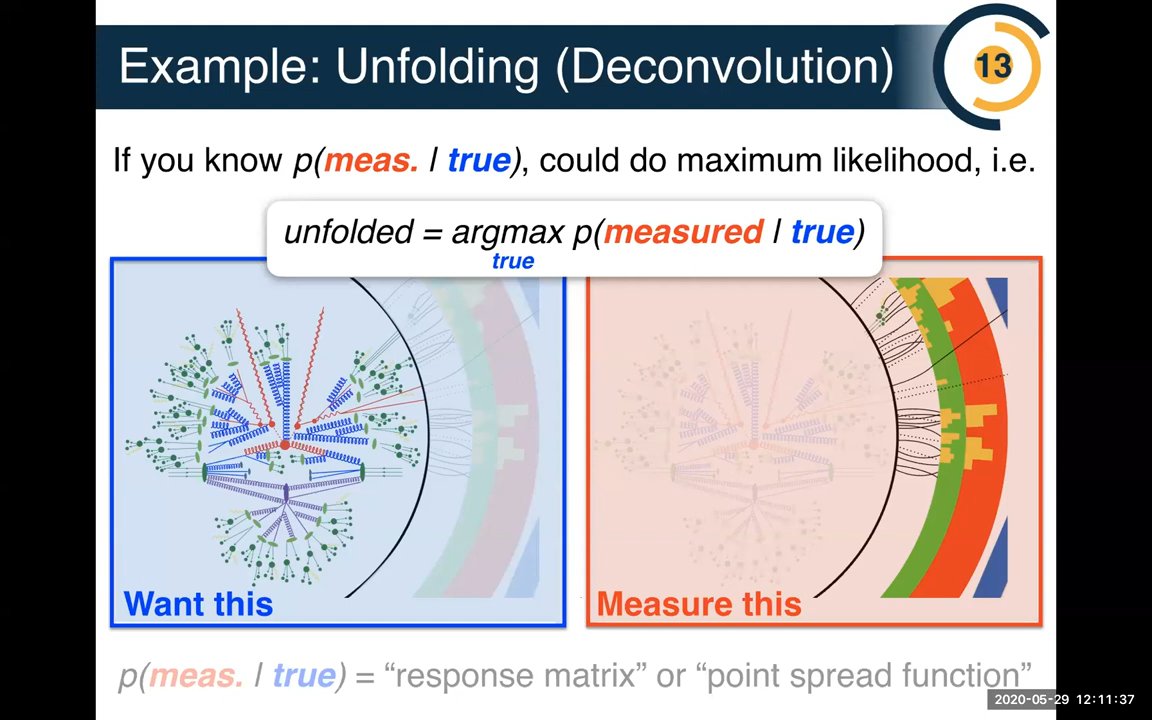 Example: Unfolding (Deconvolution)
13
If you know p(meas. | true), could do maximum likelihood, i.e.
unfolded = argmax p(measured | true)
true
Want this
Measure this
p(meas. | true) = “response matrix” or “point spread function”
2020-05-29 12:11:37